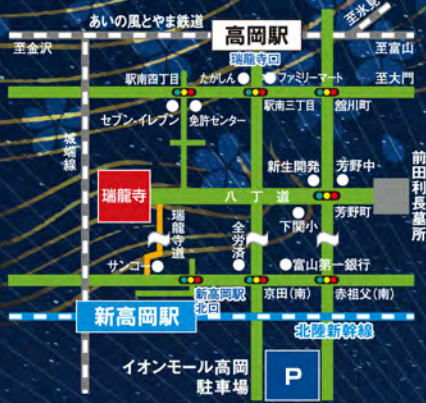 あいの風とやま鉄道
至氷見
至金沢
高岡駅
至富山
瑞龍寺口
駅南四丁目
たかしん
ファミリーマート
至大門
セブン-イレブン
免許センター
駅南三丁目
舘川町
城端線
新生開発
芳野中
瑞龍寺
八丁道
前田利長墓所
下関小
芳野町
瑞龍寺道
全労済
サンコー
富山第一銀行
新高岡駅
北口
京田(南)
赤祖父(南)
新高岡駅
北陸新幹線
イオンモール高岡
駐車場
P